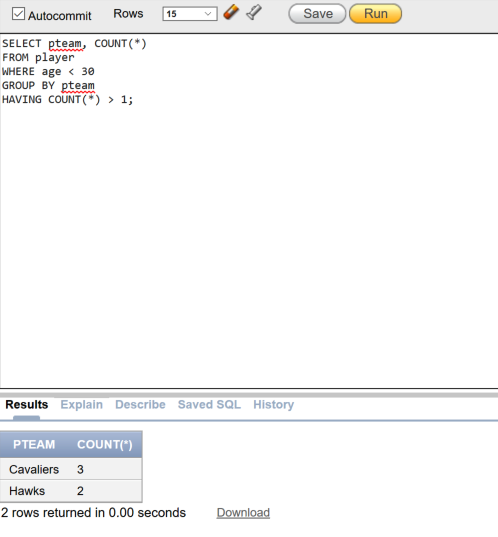 Autocommit Rows 15 Save Run
SELECT pteam, COUNT(*)
FROM player
WHERE age < 30
GROUP BY pteam
HAVING COUNT(*) > 1;
Results Explain Describe Saved SQL History
PTEAM COUNT(*)
Cavaliers 3
Hawks 2
2 rows returned in 0.00 seconds Download